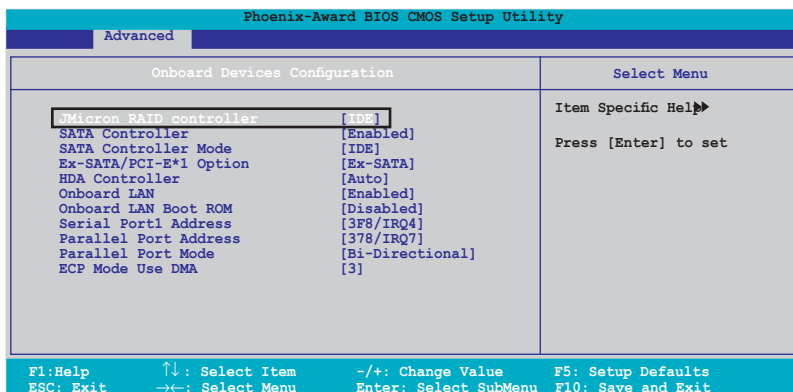 Phoenix-Award BIOS CMOS Setup Utility
Advanced
Onboard Devices Configuration
Select Menu
JMicron RAID controller [IDE]
SATA Controller [Enabled]
SATA Controller Mode [IDE]
Ex-SATA/PCI-E*1 Option [Ex-SATA]
HDA Controller [Auto]
Onboard LAN [Enabled]
Onboard LAN Boot ROM [Disabled]
Serial Port1 Address [3F8/IRQ4]
Parallel Port Address [378/IRQ7]
Parallel Port Mode [Bi-Directional]
ECP Mode Use DMA [3]
Item Specific Help
Press [Enter] to set
F1:Help ↑↓: Select Item -/+: Change Value F5: Setup Defaults
ESC: Exit →←: Select Menu Enter: Select SubMenu F10: Save and Exit